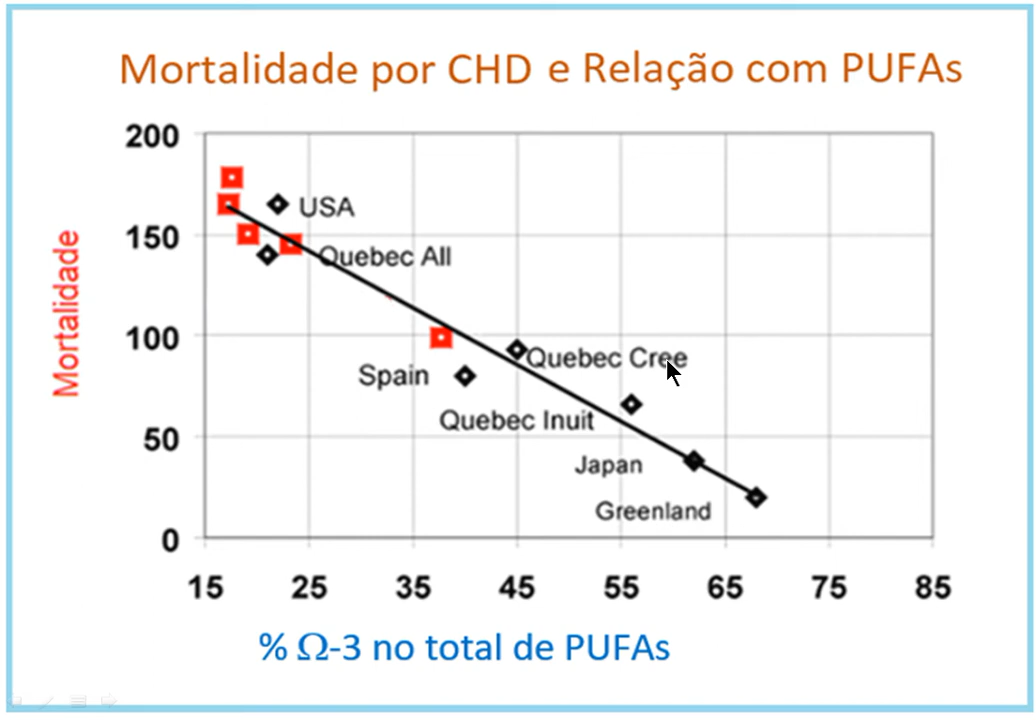 Mortalidade por CHD e Relação com PUFAs
200
150
100
50
0
Mortalidade
USA
Quebec All
Quebec Cree
Spain
Quebec Inuit
Japan
Greenland
15 25 35 45 55 65 75 85
% Ω-3 no total de PUFAs